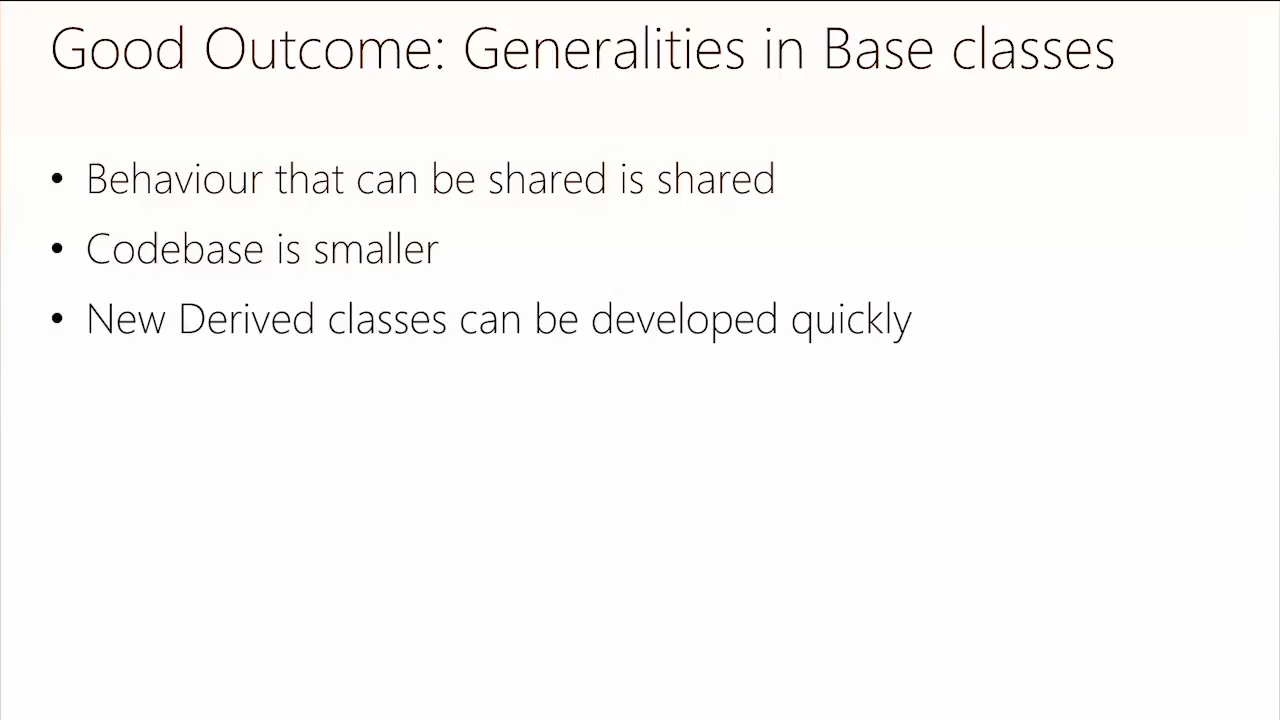 Good Outcome: Generalities in Base classes
• Behaviour that can be shared is shared
• Codebase is smaller
• New Derived classes can be developed quickly